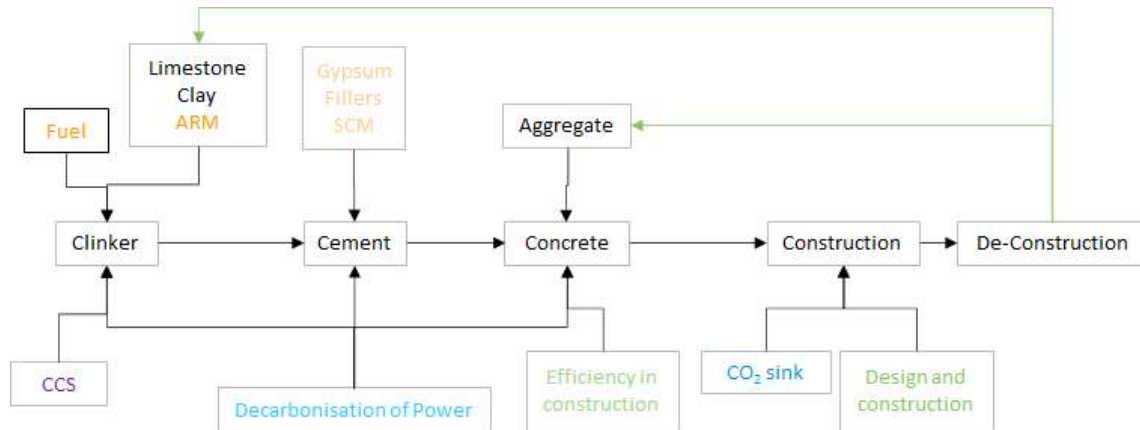 Limestone
Clay
ARM
Gypsum
Fillers
SCM
Fuel
Aggregate
Clinker
Cement
Concrete
Construction
De-Construction
CCS
Decarbonisation of Power
Efficiency in
construction
CO₂ sink
Design and
construction